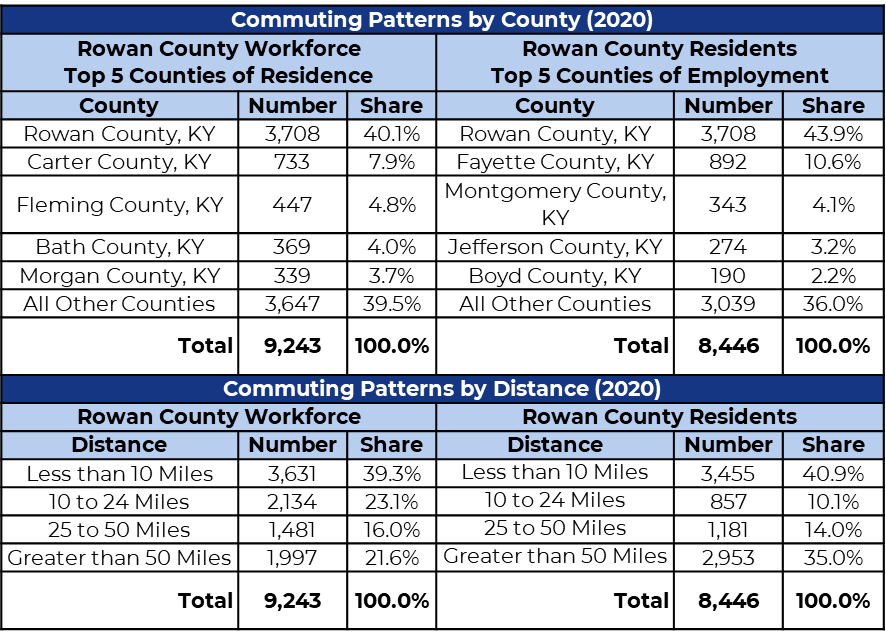 Commuting Patterns by County (2020)
Rowan County Workforce
Top 5 Counties of Residence
Rowan County Residents
Top 5 Counties of Employment
County Number Share County Number Share
Rowan County, KY 3,708 40.1% Rowan County, KY 3,708 43.9%
Carter County, KY 733 7.9% Fayette County, KY 892 10.6%
Fleming County, KY 447 4.8% Montgomery County,
KY 343 4.1%
Bath County, KY 369 4.0% Jefferson County, KY 274 3.2%
Morgan County, KY 339 3.7% Boyd County, KY 190 2.2%
All Other Counties 3,647 39.5% All Other Counties 3,039 36.0%
Total 9,243 100.0% Total 8,446 100.0%
Commuting Patterns by Distance (2020)
Rowan County Workforce Rowan County Residents
Distance Number Share Distance Number Share
Less than 10 Miles 3,631 39.3% Less than 10 Miles 3,455 40.9%
10 to 24 Miles 2,134 23.1% 10 to 24 Miles 857 10.1%
25 to 50 Miles 1,481 16.0% 25 to 50 Miles 1,181 14.0%
Greater than 50 Miles 1,997 21.6% Greater than 50 Miles 2,953 35.0%
Total 9,243 100.0% Total 8,446 100.0%